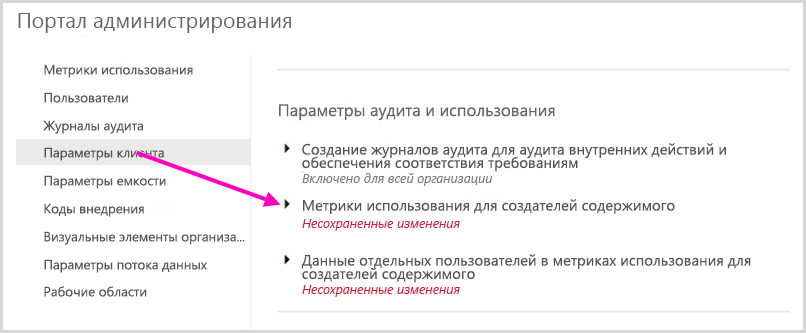 Портал администрирования
Метрики использования
Пользователи
Журналы аудита
Параметры клиента
Параметры емкости
Коды внедрения
Визуальные элементы организа...
Параметры потока данных
Рабочие области
Параметры аудита и использования
Создание журналов аудита для аудита внутренних действий и
обеспечения соответствия требованиям
Включено для всей организации
Метрики использования для создателей содержимого
Несохраненные изменения
Данные отдельных пользователей в метриках использования для
создателей содержимого
Несохраненные изменения